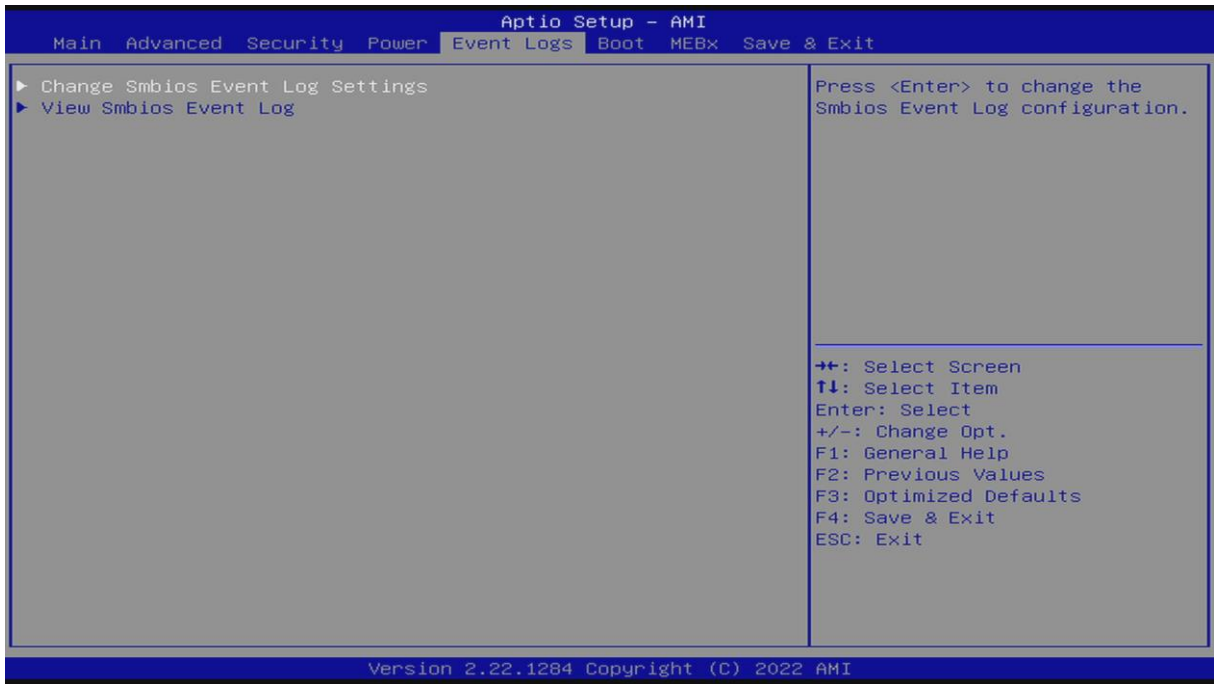 Aptio Setup – AMI
Main Advanced Security Power Event Logs Boot MEBx Save & Exit
▶ Change Smbios Event Log Settings
▶ View Smbios Event Log
Press <Enter> to change the
Smbios Event Log configuration.
→←: Select Screen
↑↓: Select Item
Enter: Select
+/-: Change Opt.
F1: General Help
F2: Previous Values
F3: Optimized Defaults
F4: Save & Exit
ESC: Exit
Version 2.22.1284 Copyright (C) 2022 AMI